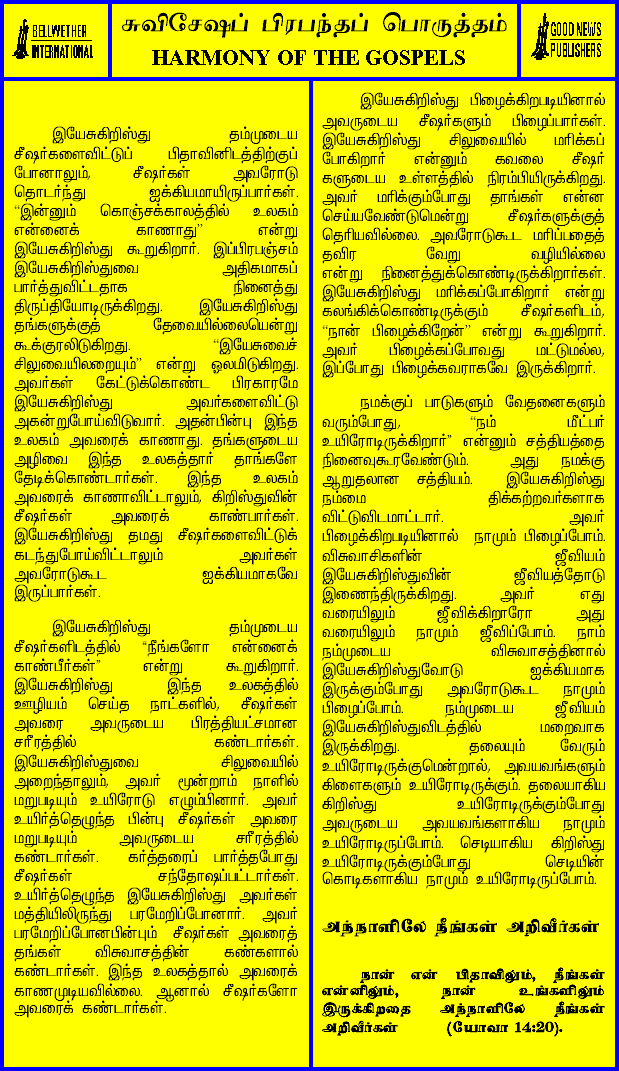 BELLWETHER
INTERNATIONAL
சுவிசேஷப் பிரபந்தப் பொருத்தம்
HARMONY OF THE GOSPELS
GOOD NEWS
PUBLISHERS
இயேசுகிறிஸ்து தம்முடைய
சீஷர்களைவிட்டுப் பிதாவினிடத்திற்குப்
போனாலும், சீஷர்கள் அவரோடு
தொடர்ந்து ஐக்கியமாயிருப்பார்கள்.
“இன்னும் கொஞ்சக்காலத்தில் உலகம்
என்னைக் காணாது” என்று
இயேசுகிறிஸ்து கூறுகிறார். இப்பிரபஞ்சம்
இயேசுகிறிஸ்துவை அதிகமாகப்
பார்த்துவிட்டதாக நினைத்து
திருப்தியோடிருக்கிறது. இயேசுகிறிஸ்து
தங்களுக்குத் தேவையில்லையென்று
கூக்குரலிடுகிறது. “இயேசுவைச்
சிலுவையிலறையும்” என்று ஓலமிடுகிறது.
அவர்கள் கேட்டுக்கொண்ட பிரகாரமே
இயேசுகிறிஸ்து அவர்களைவிட்டு
அகன்றுபோய்விடுவார். அதன்பின்பு இந்த
உலகம் அவரைக் காணாது. தங்களுடைய
அழிவை இந்த உலகத்தார் தாங்களே
தேடிக்கொண்டார்கள். இந்த உலகம்
அவரைக் காணாவிட்டாலும், கிறிஸ்துவின்
சீஷர்கள் அவரைக் காண்பார்கள்.
இயேசுகிறிஸ்து தமது சீஷர்களைவிட்டுக்
கடந்துபோய்விட்டாலும் அவர்கள்
அவரோடுகூட ஐக்கியமாகவே
இருப்பார்கள்.
இயேசுகிறிஸ்து தம்முடைய
சீஷர்களிடத்தில் “நீங்களோ என்னைக்
காண்பீர்கள்” என்று கூறுகிறார்.
இயேசுகிறிஸ்து இந்த உலகத்தில்
ஊழியம் செய்த நாட்களில், சீஷர்கள்
அவரை அவருடைய பிரத்தியட்சமான
சரீரத்தில் கண்டார்கள்.
இயேசுகிறிஸ்துவை சிலுவையில்
அறைந்தாலும், அவர் மூன்றாம் நாளில்
மறுபடியும் உயிரோடு எழும்பினார். அவர்
உயிர்த்தெழுந்த பின்பு சீஷர்கள் அவரை
மறுபடியும் அவருடைய சரீரத்தில்
கண்டார்கள். கர்த்தரைப் பார்த்தபோது
சீஷர்கள் சந்தோஷப்பட்டார்கள்.
உயிர்த்தெழுந்த இயேசுகிறிஸ்து அவர்கள்
மத்தியிலிருந்து பரமேறிப்போனார். அவர்
பரமேறிப்போனபின்பும் சீஷர்கள் அவரைத்
தங்கள் விசுவாசத்தின் கண்களால்
கண்டார்கள். இந்த உலகத்தால் அவரைக்
காணமுடியவில்லை. ஆனால் சீஷர்களோ
அவரைக் கண்டார்கள்.
இயேசுகிறிஸ்து பிழைக்கிறபடியினால்
அவருடைய சீஷர்களும் பிழைப்பார்கள்.
இயேசுகிறிஸ்து சிலுவையில் மரிக்கப்
போகிறார் என்னும் கவலை சீஷர்
களுடைய உள்ளத்தில் நிரம்பியிருக்கிறது.
அவர் மரிக்கும்போது தாங்கள் என்ன
செய்யவேண்டுமென்று சீஷர்களுக்குத்
தெரியவில்லை. அவரோடுகூட மரிப்பதைத்
தவிர வேறு வழியில்லை
என்று நினைத்துக்கொண்டிருக்கிறார்கள்.
இயேசுகிறிஸ்து மரிக்கப்போகிறார் என்று
கலங்கிக்கொண்டிருக்கும் சீஷர்களிடம்,
“நான் பிழைக்கிறேன்” என்று கூறுகிறார்.
அவர் பிழைக்கப்போவது மட்டுமல்ல,
இப்போது பிழைக்கவராகவே இருக்கிறார்.
நமக்குப் பாடுகளும் வேதனைகளும்
வரும்போது, “நம் மீட்பர்
உயிரோடிருக்கிறார்” என்னும் சத்தியத்தை
நினைவுகூரவேண்டும். அது நமக்கு
ஆறுதலான சத்தியம். இயேசுகிறிஸ்து
நம்மை திக்கற்றவர்களாக
விட்டுவிடமாட்டார். அவர்
பிழைக்கிறபடியினால் நாமும் பிழைப்போம்.
விசுவாசிகளின் ஜீவியம்
இயேசுகிறிஸ்துவின் ஜீவியத்தோடு
இணைந்திருக்கிறது. அவர் எது
வரையிலும் ஜீவிக்கிறாரோ அது
வரையிலும் நாமும் ஜீவிப்போம். நாம்
நம்முடைய விசுவாசத்தினால்
இயேசுகிறிஸ்துவோடு ஐக்கியமாக
இருக்கும்போது அவரோடுகூட நாமும்
பிழைப்போம். நம்முடைய ஜீவியம்
இயேசுகிறிஸ்துவிடத்தில் மறைவாக
இருக்கிறது. தலையும் வேரும்
உயிரோடிருக்குமென்றால், அவயவங்களும்
கிளைகளும் உயிரோடிருக்கும். தலையாகிய
கிறிஸ்து உயிரோடிருக்கும்போது
அவருடைய அவயவங்களாகிய நாமும்
உயிரோடிருப்போம். செடியாகிய கிறிஸ்து
உயிரோடிருக்கும்போது செடியின்
கொடிகளாகிய நாமும் உயிரோடிருப்போம்.
அந்நாளிலே நீங்கள் அறிவீர்கள்
நான் என் பிதாவிலும், நீங்கள்
என்னிலும், நான் உங்களிலும்
இருக்கிறதை அந்நாளிலே நீங்கள்
அறிவீர்கள் (யோவா 14:20).